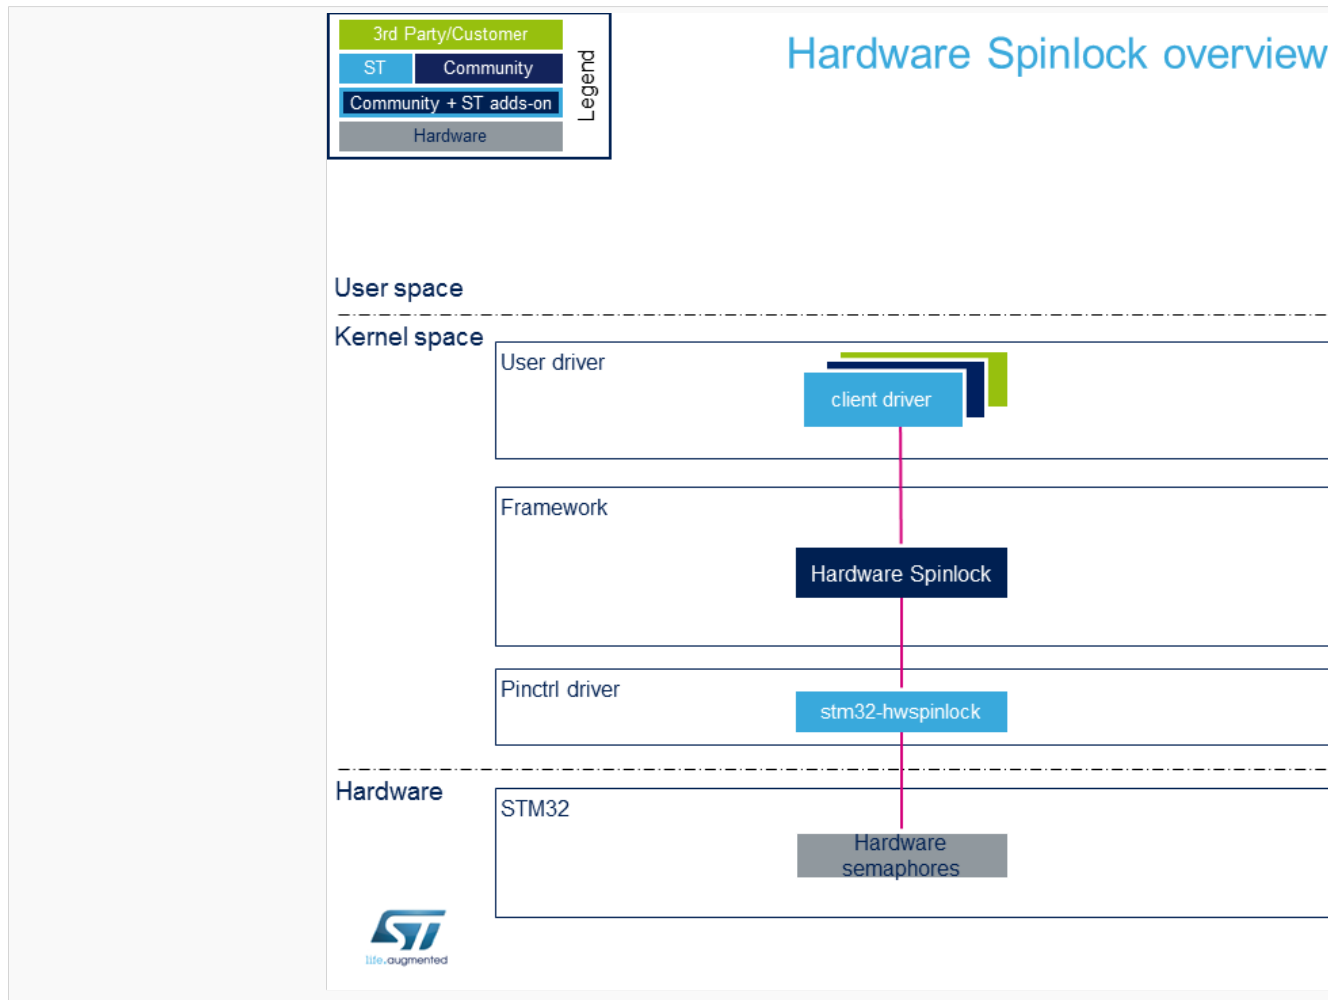 3rd Party/Customer
ST
Community
Community + ST adds-on
Hardware
Legend
Hardware Spinlock overview
User space
Kernel space
User driver
client driver
Framework
Hardware Spinlock
Pinctrl driver
stm32-hwspinlock
Hardware
STM32
Hardware
semaphores
ST
life.augmented